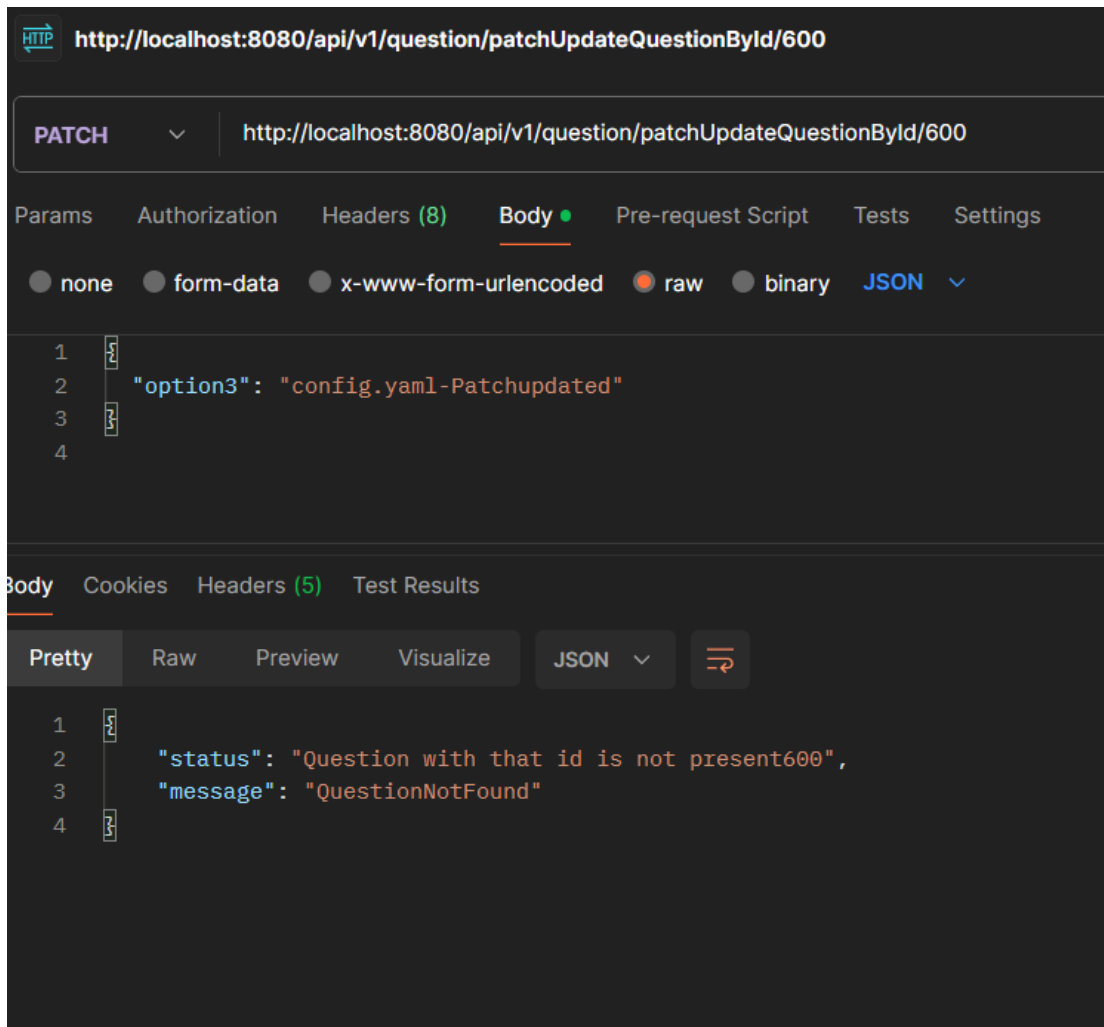 HTTP http://localhost:8080/api/v1/question/patchUpdateQuestionById/600
PATCH http://localhost:8080/api/v1/question/patchUpdateQuestionById/600
Params Authorization Headers (8) Body Pre-request Script Tests Settings
none form-data x-www-form-urlencoded raw binary JSON
1 {
2 "option3": "config.yaml-Patchupdated"
3 }
4
Body Cookies Headers (5) Test Results
Pretty Raw Preview Visualize JSON
1 {
2 "status": "Question with that id is not present600",
3 "message": "QuestionNotFound"
4 }